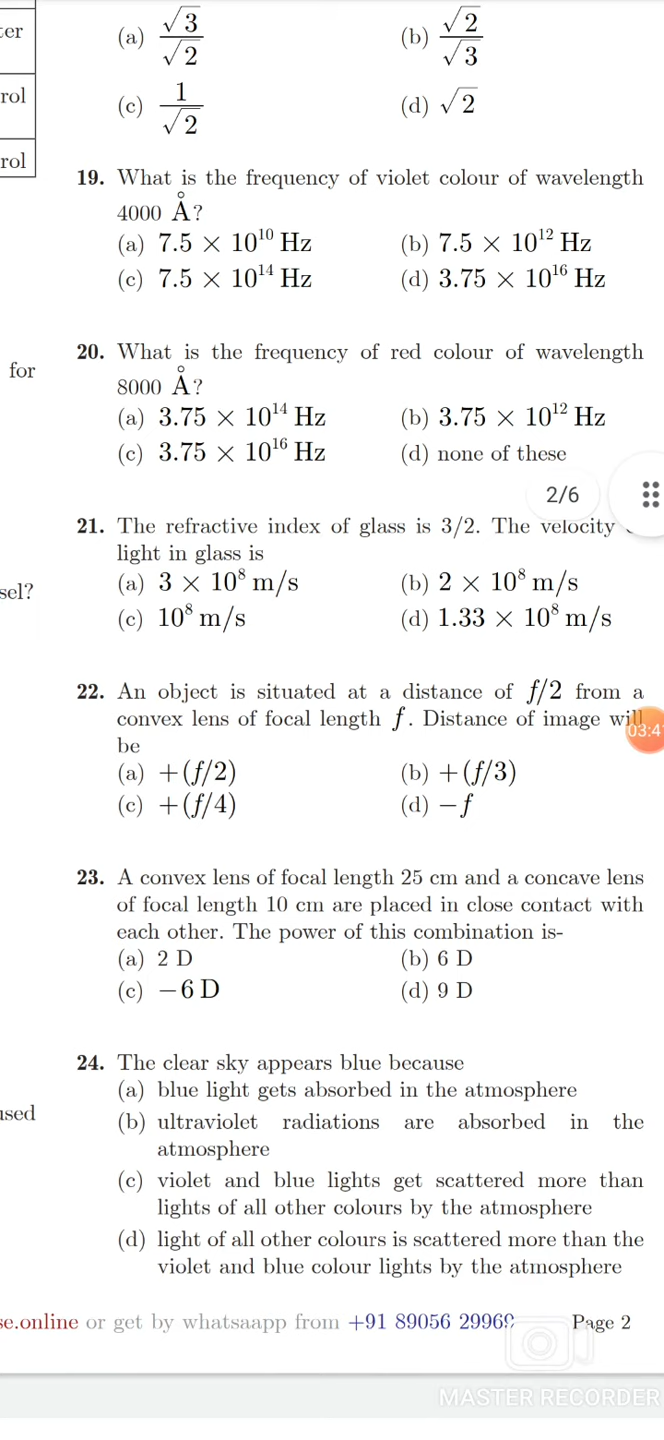 ter
rol
rol
(a) √3/√2 (b) √2/√3
(c) 1/√2 (d) √2
19. What is the frequency of violet colour of wavelength
4000 Å?
(a) 7.5 × 10¹⁰ Hz (b) 7.5 × 10¹² Hz
(c) 7.5 × 10¹⁴ Hz (d) 3.75 × 10¹⁶ Hz
for
20. What is the frequency of red colour of wavelength
8000 Å?
(a) 3.75 × 10¹⁴ Hz (b) 3.75 × 10¹² Hz
(c) 3.75 × 10¹⁶ Hz (d) none of these
2/6
21. The refractive index of glass is 3/2. The velocity
light in glass is
sel?
(a) 3 × 10⁸ m/s (b) 2 × 10⁸ m/s
(c) 10⁸ m/s (d) 1.33 × 10⁸ m/s
22. An object is situated at a distance of f/2 from a
convex lens of focal length f. Distance of image will
03:4
be
(a) +(f/2) (b) +(f/3)
(c) +(f/4) (d) −f
23. A convex lens of focal length 25 cm and a concave lens
of focal length 10 cm are placed in close contact with
each other. The power of this combination is-
(a) 2 D (b) 6 D
(c) −6 D (d) 9 D
24. The clear sky appears blue because
(a) blue light gets absorbed in the atmosphere
used
(b) ultraviolet radiations are absorbed in the
atmosphere
(c) violet and blue lights get scattered more than
lights of all other colours by the atmosphere
(d) light of all other colours is scattered more than the
violet and blue colour lights by the atmosphere
se.online or get by whatsaapp from +91 89056 29969 Page 2
MASTER RECORDER